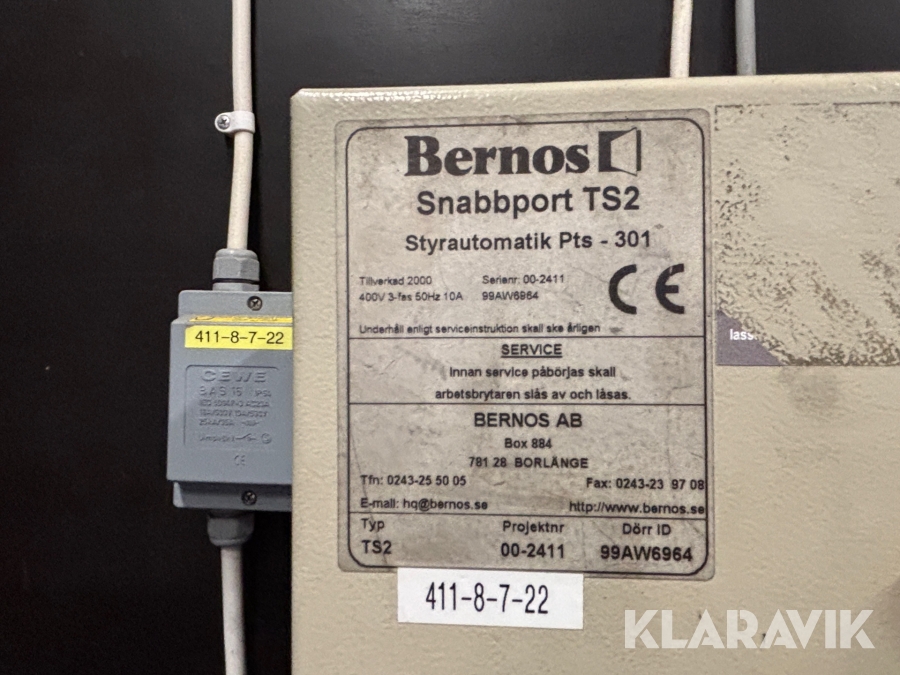 Bernos
Snabbport TS2
Styrautomatik Pts - 301
Tillverkad 2000 Serienr: 00-2411
400V 3-fas 50Hz 10A 99AW6964
CE
Underhåll enligt serviceinstruktion skall ske årligen
SERVICE
Innan service påbörjas skall
arbetsbrytaren slås av och låsas.
BERNOS AB
Box 884
781 28 BORLÄNGE
Tfn: 0243-25 50 05 Fax: 0243-23 97 08
E-mail: hq@bernos.se http://www.bernos.se
Typ Projektnr Dörr ID
TS2 00-2411 99AW6964
411-8-7-22
411-8-7-22
CEWE
BAS 16
CE
KLARAVIK